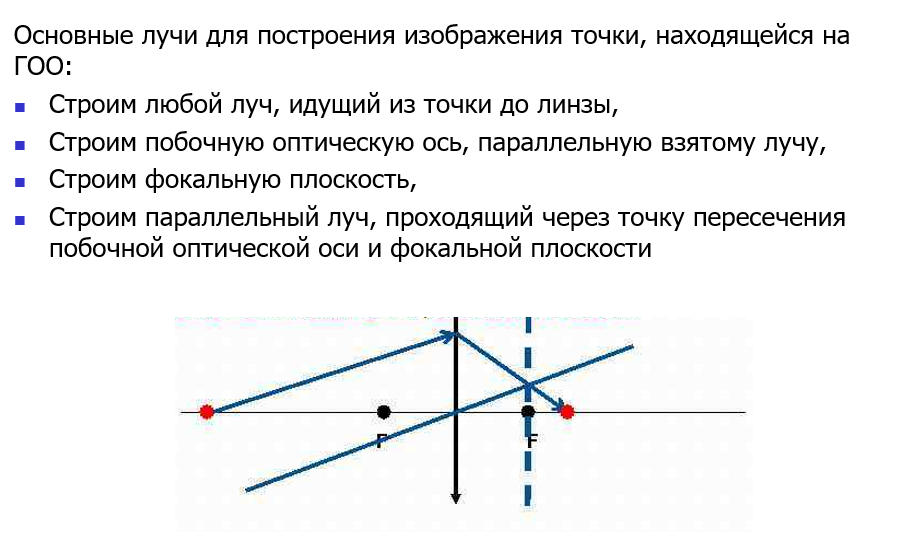 Основные лучи для построения изображения точки, находящейся на
ГОО:
Строим любой луч, идущий из точки до линзы,
Строим побочную оптическую ось, параллельную взятому лучу,
Строим фокальную плоскость,
Строим параллельный луч, проходящий через точку пересечения
побочной оптической оси и фокальной плоскости
F F